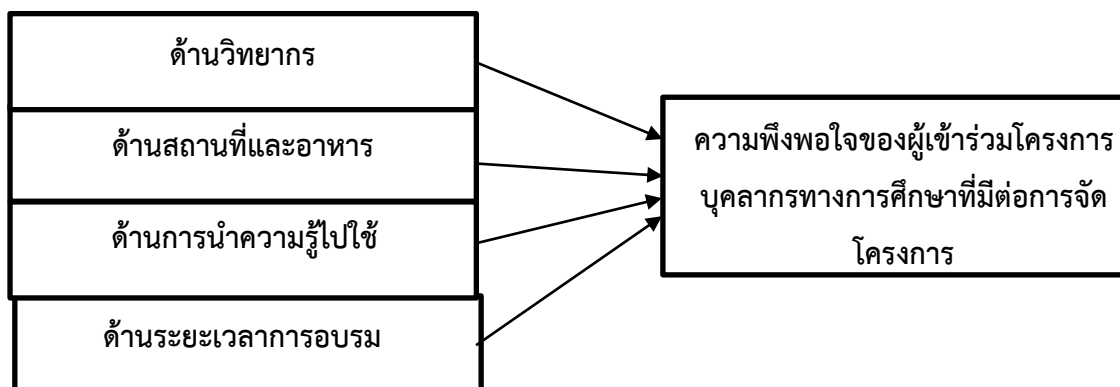 ด้านวิทยากร
ด้านสถานที่และอาหาร
ด้านการนำความรู้ไปใช้
ด้านระยะเวลาการอบรม
ความพึงพอใจของผู้เข้าร่วมโครงการ
บุคลากรทางการศึกษาที่มีต่อการจัด
โครงการ